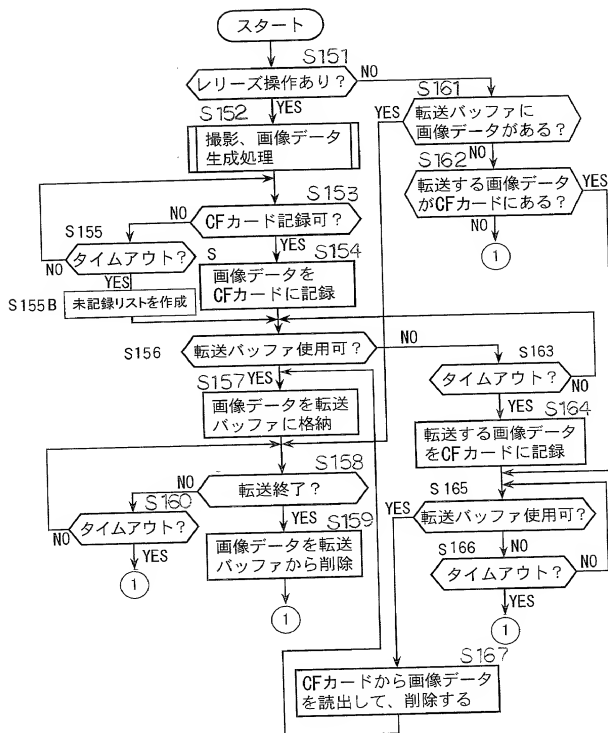 スタート
S151
レリーズ操作あり？
NO
YES
S152
撮影、画像データ
生成処理
S153
CFカード記録可？
NO
YES
S155
タイムアウト？
NO
YES
S155B
未記録リストを作成
S
S154
画像データを
CFカードに記録
S156
転送バッファ使用可？
NO
YES
S157
画像データを転送
バッファに格納
S158
転送終了？
NO
YES
S160
タイムアウト？
NO
YES
1
S159
画像データを転送
バッファから削除
1
S161
転送バッファに
画像データがある？
YES
NO
S162
転送する画像データ
がCFカードにある？
YES
NO
1
S163
タイムアウト？
NO
YES
S164
転送する画像データ
をCFカードに記録
S165
転送バッファ使用可？
YES
NO
S166
タイムアウト？
NO
YES
1
S167
CFカードから画像データ
を読出して、削除する